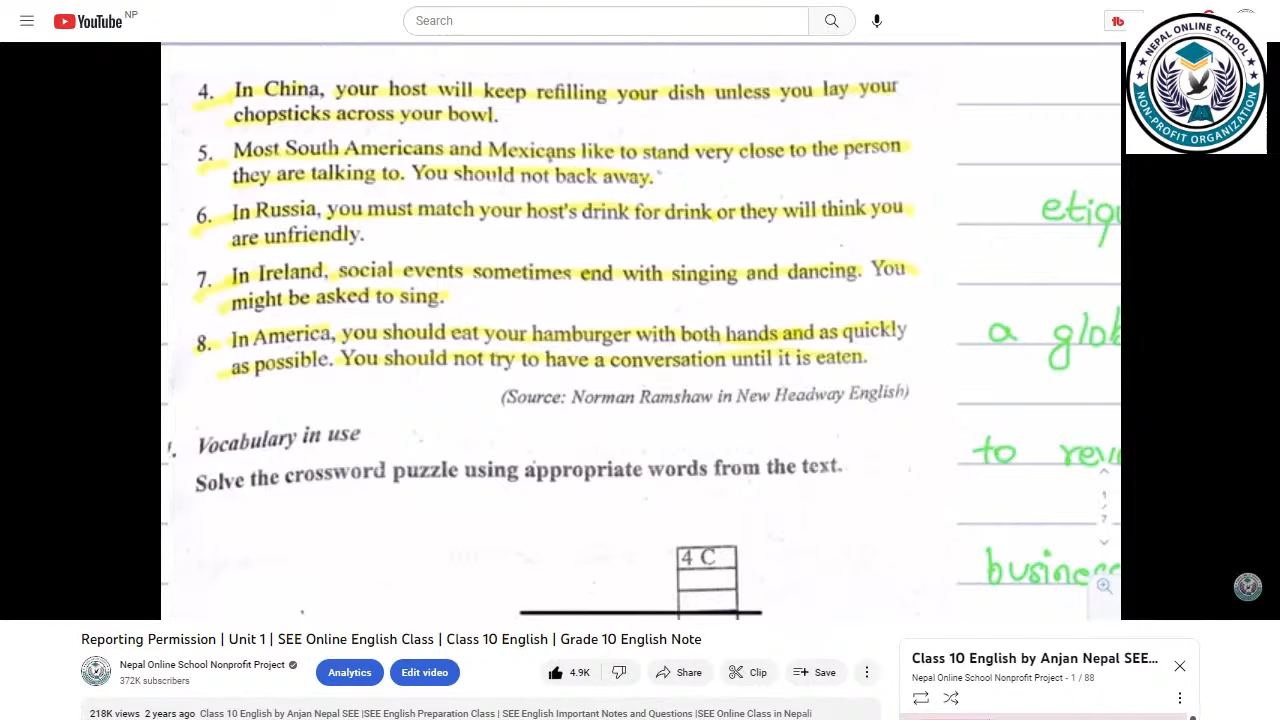 YouTube NP
Search
NEPAL ONLINE SCHOOL
NON-PROFIT ORGANIZATION
4. In China, your host will keep refilling your dish unless you lay your
chopsticks across your bowl.
5. Most South Americans and Mexicans like to stand very close to the person
they are talking to. You should not back away.
6. In Russia, you must match your host's drink for drink or they will think you
are unfriendly.
7. In Ireland, social events sometimes end with singing and dancing. You
might be asked to sing.
8. In America, you should eat your hamburger with both hands and as quickly
as possible. You should not try to have a conversation until it is eaten.
(Source: Norman Ramshaw in New Headway English)
Vocabulary in use
Solve the crossword puzzle using appropriate words from the text.
4 C
etiqu
a glob
to rev
business
1
/
7
Reporting Permission | Unit 1 | SEE Online English Class | Class 10 English | Grade 10 English Note
Nepal Online School Nonprofit Project
372K subscribers
Analytics
Edit video
4.9K
Share
Clip
Save
218K views 2 years ago Class 10 English by Anjan Nepal SEE |SEE English Preparation Class | SEE English Important Notes and Questions |SEE Online Class in Nepali
Class 10 English by Anjan Nepal SEE...
Nepal Online School Nonprofit Project - 1 / 88